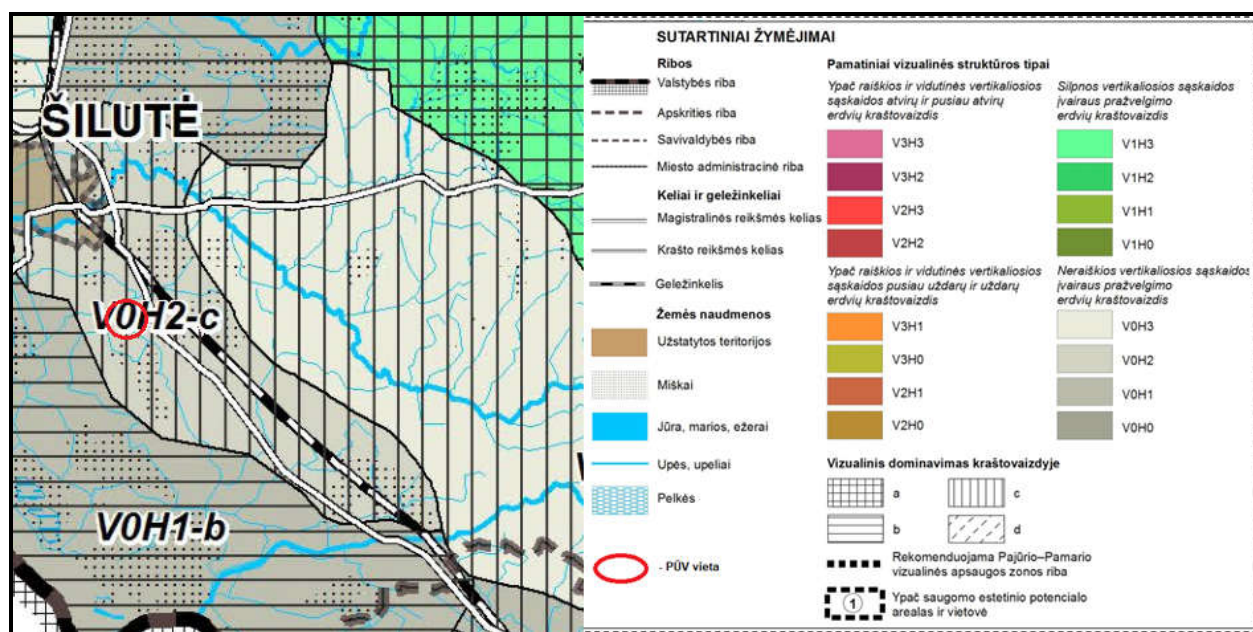 ŠILUTĖ
V0H2-c
V0H1-b
SUTARTINIAI ŽYMĖJIMAI
Ribos
Valstybės riba
Apskrities riba
Savivaldybės riba
Miesto administracinė riba
Keliai ir geležinkeliai
Magistralinės reikšmės kelias
Krašto reikšmės kelias
Geležinkelis
Žemės naudmenos
Užstatytos teritorijos
Miškai
Jūra, marios, ežerai
Upės, upeliai
Pelkės
- PŪV vieta
Pamatiniai vizualinės struktūros tipai
Ypač raiškios ir vidutinės vertikaliosios
sąskaidos atvirų ir pusiau atvirų
erdvių kraštovaizdis
V3H3
V3H2
V2H3
V2H2
Ypač raiškios ir vidutinės vertikaliosios
sąskaidos pusiau uždarų ir uždarų
erdvių kraštovaizdis
V3H1
V3H0
V2H1
V2H0
Silpnos vertikaliosios sąskaidos
įvairaus pražvelgimo
erdvių kraštovaizdis
V1H3
V1H2
V1H1
V1H0
Neraiškios vertikaliosios sąskaidos
įvairaus pražvelgimo
erdvių kraštovaizdis
V0H3
V0H2
V0H1
V0H0
Vizualinis dominavimas kraštovaizdyje
a
c
b
d
Rekomenduojama Pajūrio–Pamario
vizualinės apsaugos zonos riba
1
Ypač saugomo estetinio potencialo
arealas ir vietovė